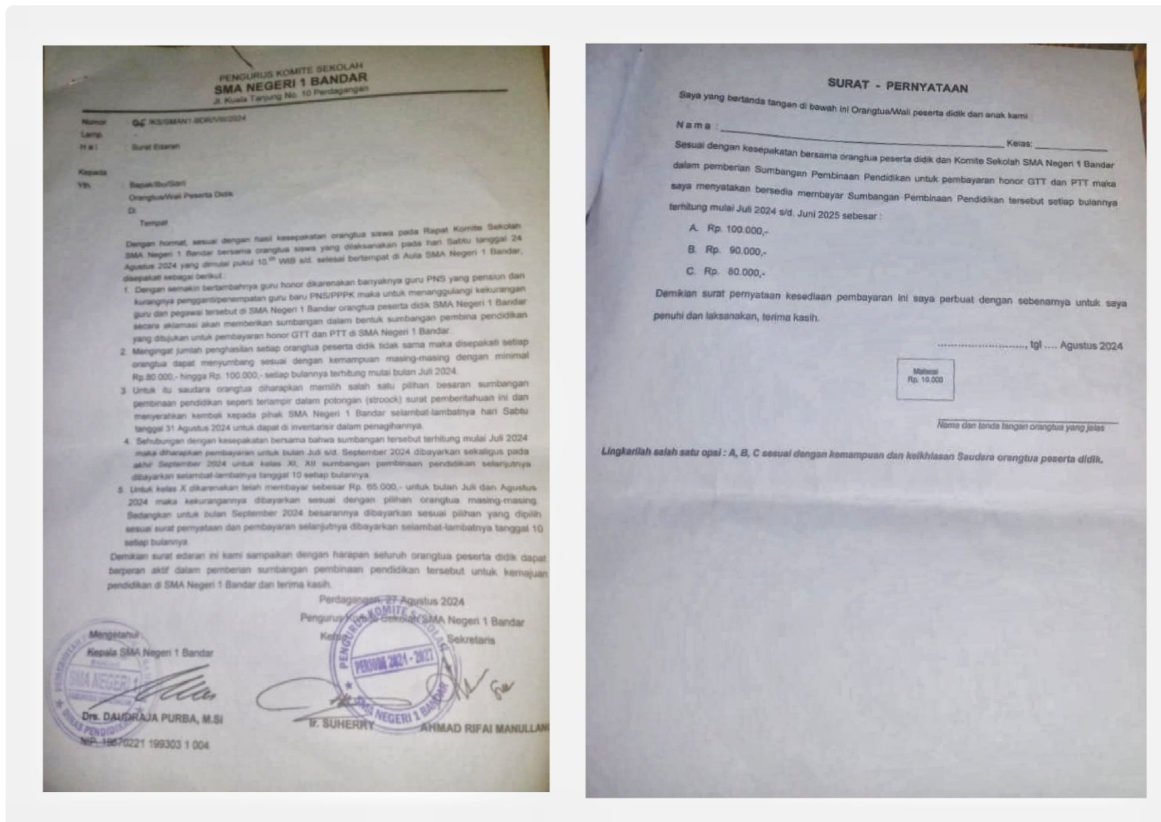 PENGURUS KOMITE SEKOLAH
SMA NEGERI 1 BANDAR
Jl. Kuala Tanjung No. 10 Perdagangan
Nomor : 06 /KS/SMAN1-BDR/VIII/2024
Lamp. : -
H a l : Surat Edaran
Kepada
Yth. : Bapak/Ibu/Sdr/i
Orangtua/Wali Peserta Didik
Di
Tempat
Dengan hormat, sesuai dengan hasil kesepakatan orangtua siswa pada Rapat Komite Sekolah
SMA Negeri 1 Bandar bersama orangtua siswa yang dilaksanakan pada hari Sabtu tanggal 24
Agustus 2024 yang dimulai pukul 10.⁰⁰ WIB s/d. selesai bertempat di Aula SMA Negeri 1 Bandar,
disepakati sebagai berikut :
1. Dengan semakin bertambahnya guru honor dikarenakan banyaknya guru PNS yang pensiun dan
kurangnya pengganti/penempatan guru baru PNS/PPPK maka untuk menanggulangi kekurangan
guru dan pegawai tersebut di SMA Negeri 1 Bandar orangtua peserta didik SMA Negeri 1 Bandar
secara aklamasi akan memberikan sumbangan dalam bentuk sumbangan pembina pendidikan
yang ditujukan untuk pembayaran honor GTT dan PTT di SMA Negeri 1 Bandar.
2. Mengingat jumlah penghasilan setiap orangtua peserta didik tidak sama maka disepakati setiap
orangtua dapat menyumbang sesuai dengan kemampuan masing-masing dengan minimal
Rp.80.000,- hingga Rp. 100.000,- setiap bulannya terhitung mulai bulan Juli 2024.
3. Untuk itu saudara orangtua diharapkan memilih salah satu pilihan besaran sumbangan
pembinaan pendidikan seperti terlampir dalam potongan (stroock) surat pemberitahuan ini dan
menyerahkan kembali kepada pihak SMA Negeri 1 Bandar selambat-lambatnya hari Sabtu
tanggal 31 Agustus 2024 untuk dapat di inventarisir dalam penagihannya.
4. Sehubungan dengan kesepakatan bersama bahwa sumbangan tersebut terhitung mulai Juli 2024
maka diharapkan pembayaran untuk bulan Juli s/d. September 2024 dibayarkan sekaligus pada
akhir September 2024 untuk kelas XI, XII sumbangan pembinaan pendidikan selanjutnya
dibayarkan selambat-lambatnya tanggal 10 setiap bulannya.
5. Untuk kelas X dikarenakan telah membayar sebesar Rp. 65.000,- untuk bulan Juli dan Agustus
2024 maka kekurangannya dibayarkan sesuai dengan pilihan orangtua masing-masing.
Sedangkan untuk bulan September 2024 besarannya dibayarkan sesuai pilihan yang dipilih
sesuai surat pernyataan dan pembayaran selanjutnya dibayarkan selambat-lambatnya tanggal 10
setiap bulannya.
Demikian surat edaran ini kami sampaikan dengan harapan seluruh orangtua peserta didik dapat
berperan aktif dalam pemberian sumbangan pembinaan pendidikan tersebut untuk kemajuan
pendidikan di SMA Negeri 1 Bandar dan terima kasih.
Perdagangan, 27 Agustus 2024
Pengurus Komite Sekolah SMA Negeri 1 Bandar
Mengetahui
Kepala SMA Negeri 1 Bandar
Ketua
Sekretaris
PENGURUS KOMITE SEKOLAH
PERIODE 2024 - 2027
SMA NEGERI 1 BANDAR
SMA NEGERI 1
DINAS PENDIDIKAN
Drs. DAUDRAJA PURBA, M.Si
NIP. 19670221 199303 1 004
Ir. SUHERRY
AHMAD RIFAI MANULLANG
SURAT - PERNYATAAN
Saya yang bertanda tangan di bawah ini Orangtua/Wali peserta didik dan anak kami :
N a m a : Kelas:
Sesuai dengan kesepakatan bersama orangtua peserta didik dan Komite Sekolah SMA Negeri 1 Bandar
dalam pemberian Sumbangan Pembinaan Pendidikan untuk pembayaran honor GTT dan PTT maka
saya menyatakan bersedia membayar Sumbangan Pembinaan Pendidikan tersebut setiap bulannya
terhitung mulai Juli 2024 s/d. Juni 2025 sebesar :
A. Rp. 100.000,-
B. Rp. 90.000,-
C. Rp. 80.000,-
Demikian surat pernyataan kesediaan pembayaran ini saya perbuat dengan sebenarnya untuk saya
penuhi dan laksanakan, terima kasih.
........................., tgl .... Agustus 2024
Materai
Rp. 10.000
Nama dan tanda tangan orangtua yang jelas
Lingkarilah salah satu opsi : A, B, C sesuai dengan kemampuan dan keikhlasan Saudara orangtua peserta didik.